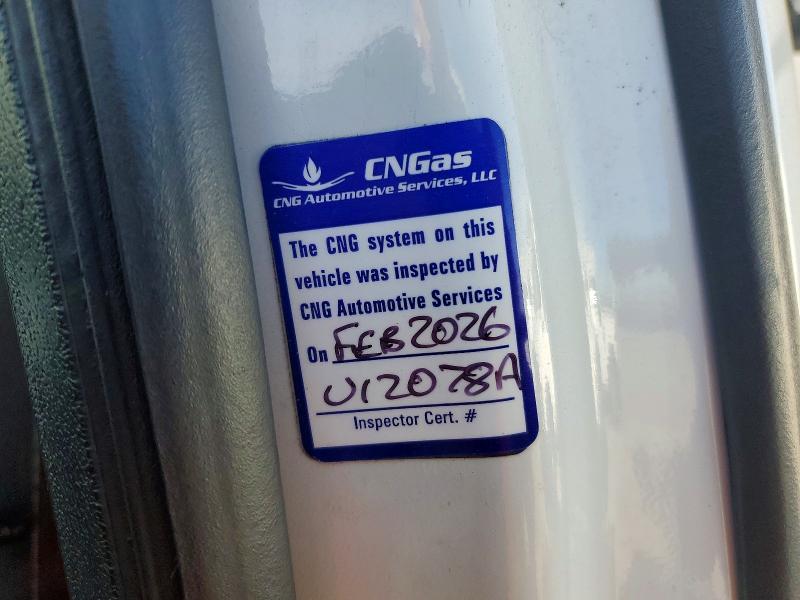 CNGas
CNG Automotive Services, LLC
The CNG system on this
vehicle was inspected by
CNG Automotive Services
On FEB 2026
U12078A
Inspector Cert. #